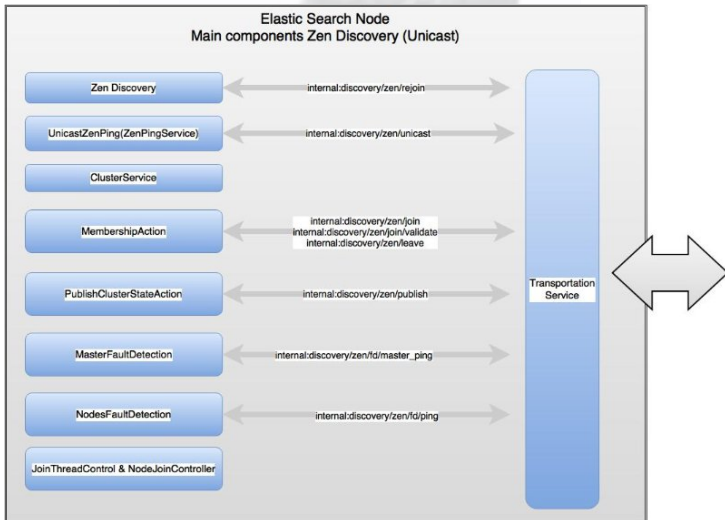 Elastic Search Node
Main components Zen Discovery (Unicast)
Zen Discovery
internal:discovery/zen/rejoin
UnicastZenPing(ZenPingService)
internal:discovery/zen/unicast
ClusterService
MembershipAction
internal:discovery/zen/join
internal:discovery/zen/join/validate
internal:discovery/zen/leave
PublishClusterStateAction
internal:discovery/zen/publish
Transportation
Service
MasterFaultDetection
internal:discovery/zen/fd/master_ping
NodesFaultDetection
internal:discovery/zen/fd/ping
JoinThreadControl & NodeJoinController